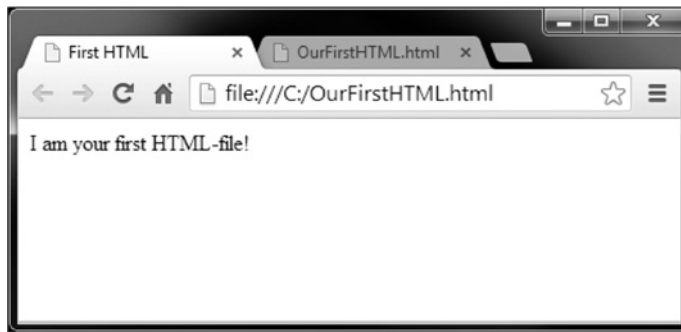 First HTML OurFirstHTML.html
file:///C:/OurFirstHTML.html
I am your first HTML-file!